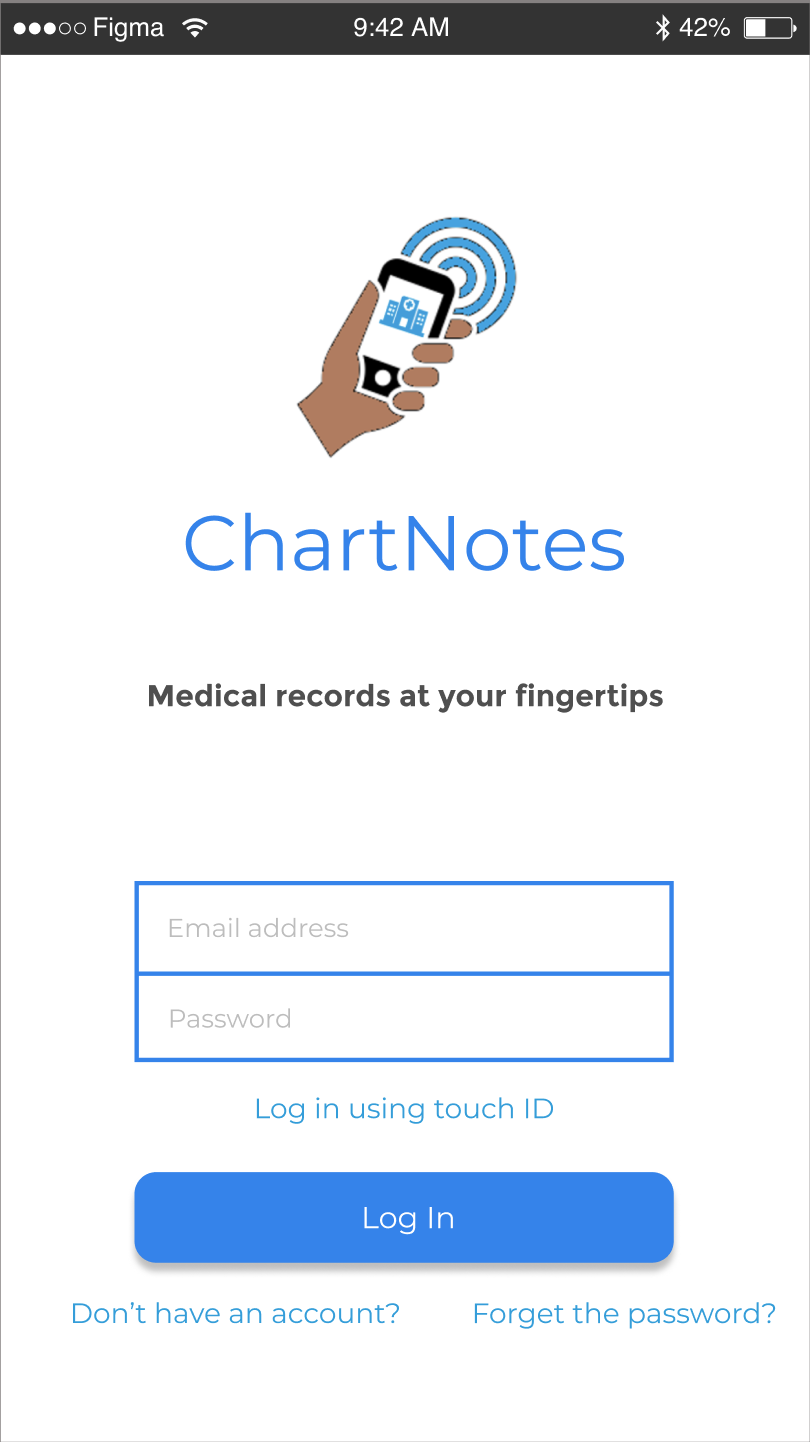 Figma 9:42 AM 42%
ChartNotes
Medical records at your fingertips
Email address
Password
Log in using touch ID
Log In
Don’t have an account? Forget the password?